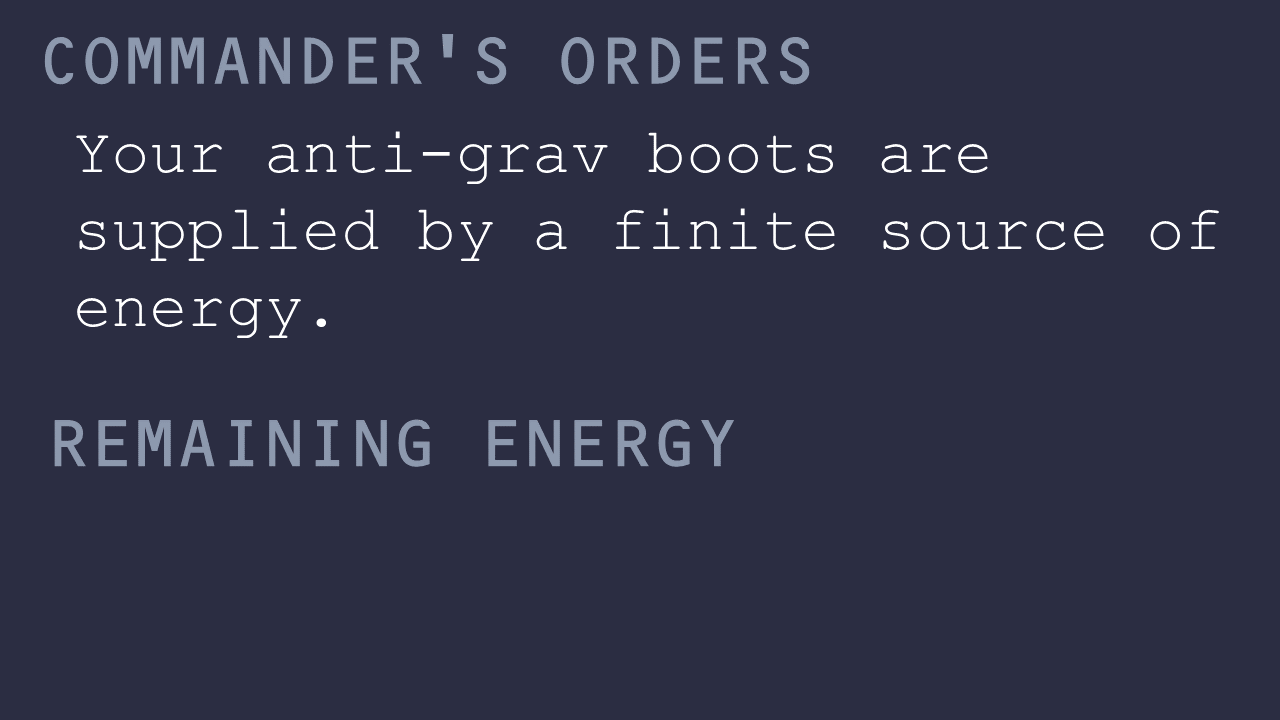 COMMANDER'S ORDERS
Your anti-grav boots are
supplied by a finite source of
energy.
REMAINING ENERGY